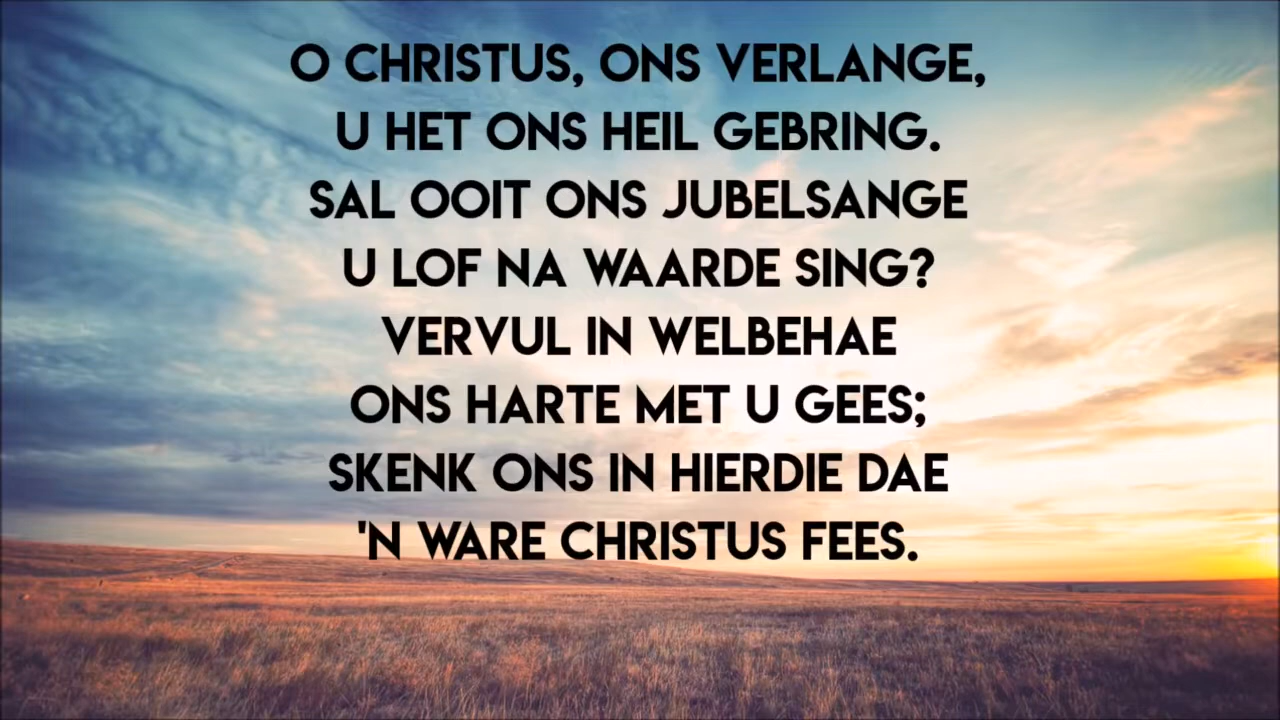 O CHRISTUS, ONS VERLANGE,
U HET ONS HEIL GEBRING.
SAL OOIT ONS JUBELSANGE
U LOF NA WAARDE SING?
VERVUL IN WELBEHAE
ONS HARTE MET U GEES;
SKENK ONS IN HIERDIE DAE
'N WARE CHRISTUS FEES.